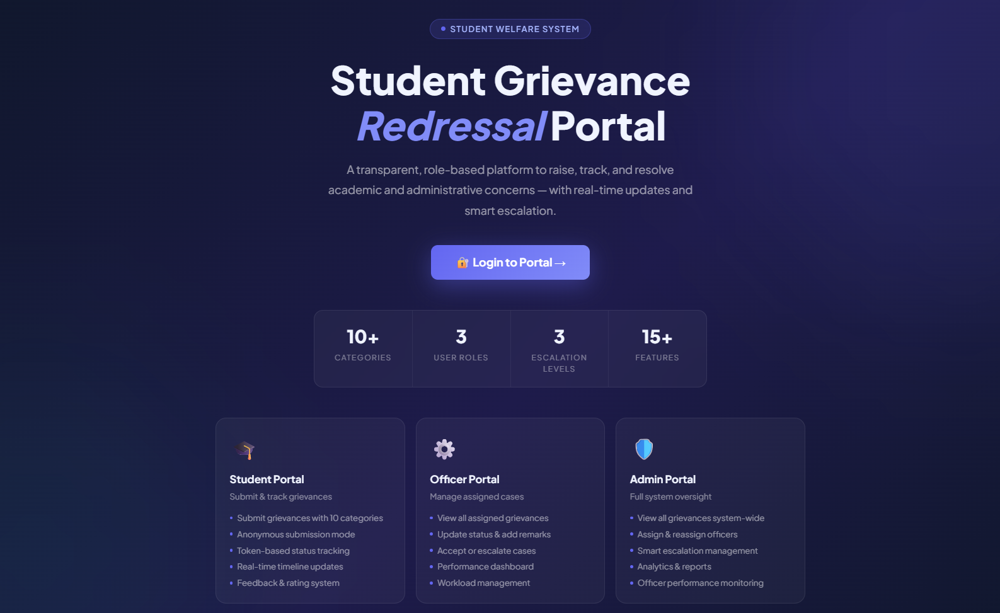 STUDENT WELFARE SYSTEM
Student Grievance
Redressal Portal
A transparent, role-based platform to raise, track, and resolve
academic and administrative concerns — with real-time updates and
smart escalation.
Login to Portal →
10+
CATEGORIES
3
USER ROLES
3
ESCALATION
LEVELS
15+
FEATURES
Student Portal
Submit & track grievances
Submit grievances with 10 categories
Anonymous submission mode
Token-based status tracking
Real-time timeline updates
Feedback & rating system
Officer Portal
Manage assigned cases
View all assigned grievances
Update status & add remarks
Accept or escalate cases
Performance dashboard
Workload management
Admin Portal
Full system oversight
View all grievances system-wide
Assign & reassign officers
Smart escalation management
Analytics & reports
Officer performance monitoring